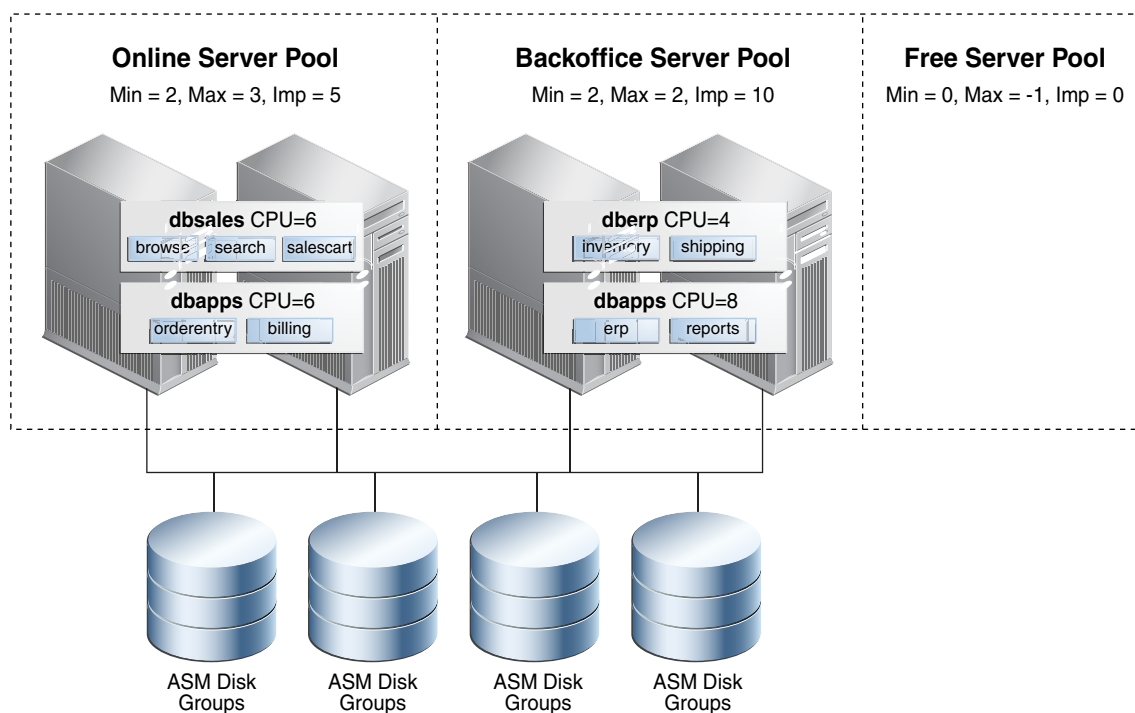 Online Server Pool
Min = 2, Max = 3, Imp = 5
Backoffice Server Pool
Min = 2, Max = 2, Imp = 10
Free Server Pool
Min = 0, Max = -1, Imp = 0
dbsales CPU=6
browse search salescart
dbapps CPU=6
orderentry billing
dberp CPU=4
inventory shipping
dbapps CPU=8
erp reports
ASM Disk
Groups
ASM Disk
Groups
ASM Disk
Groups
ASM Disk
Groups